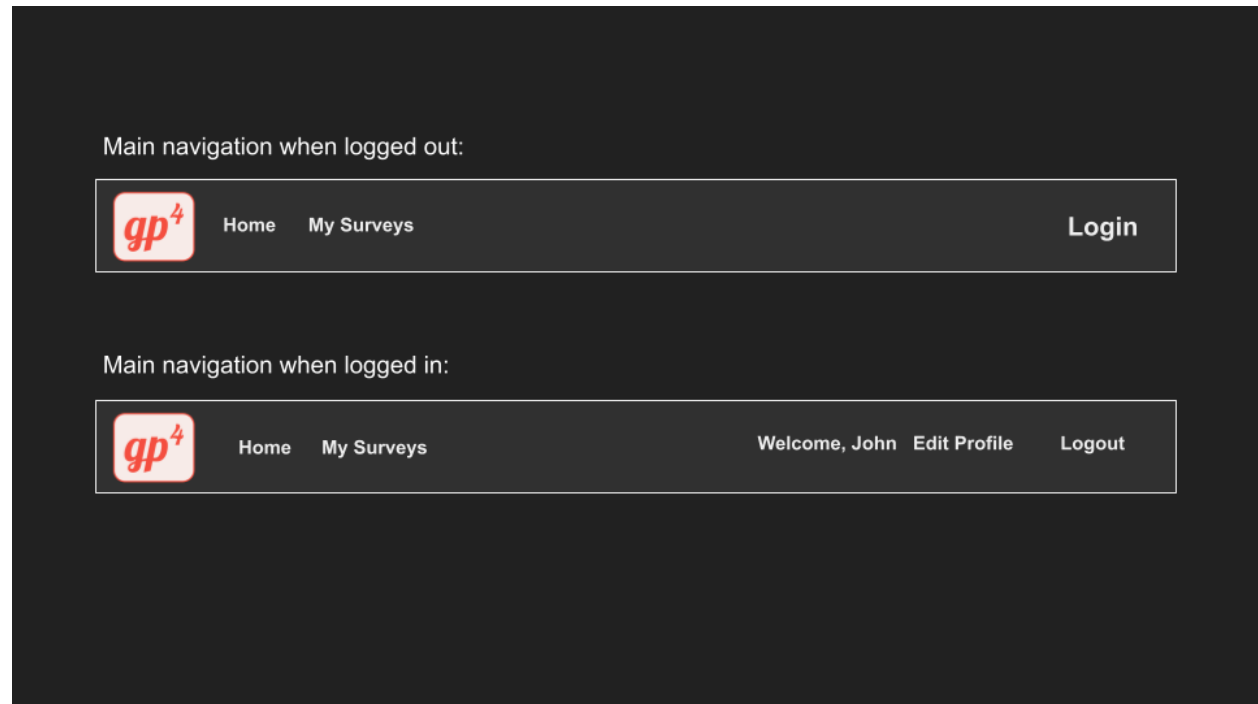 Main navigation when logged out:
gp4 Home My Surveys Login
Main navigation when logged in:
gp4 Home My Surveys Welcome, John Edit Profile Logout